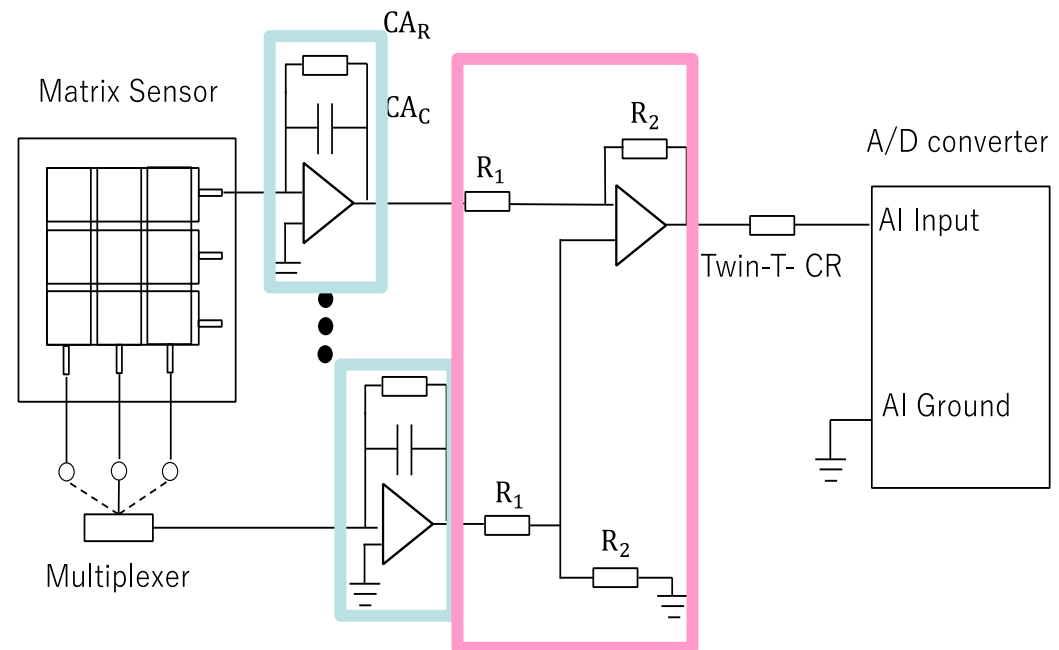 CA_R
Matrix Sensor
CA_C
R_2
A/D converter
R_1
AI Input
Twin-T- CR
AI Ground
R_1
R_2
Multiplexer